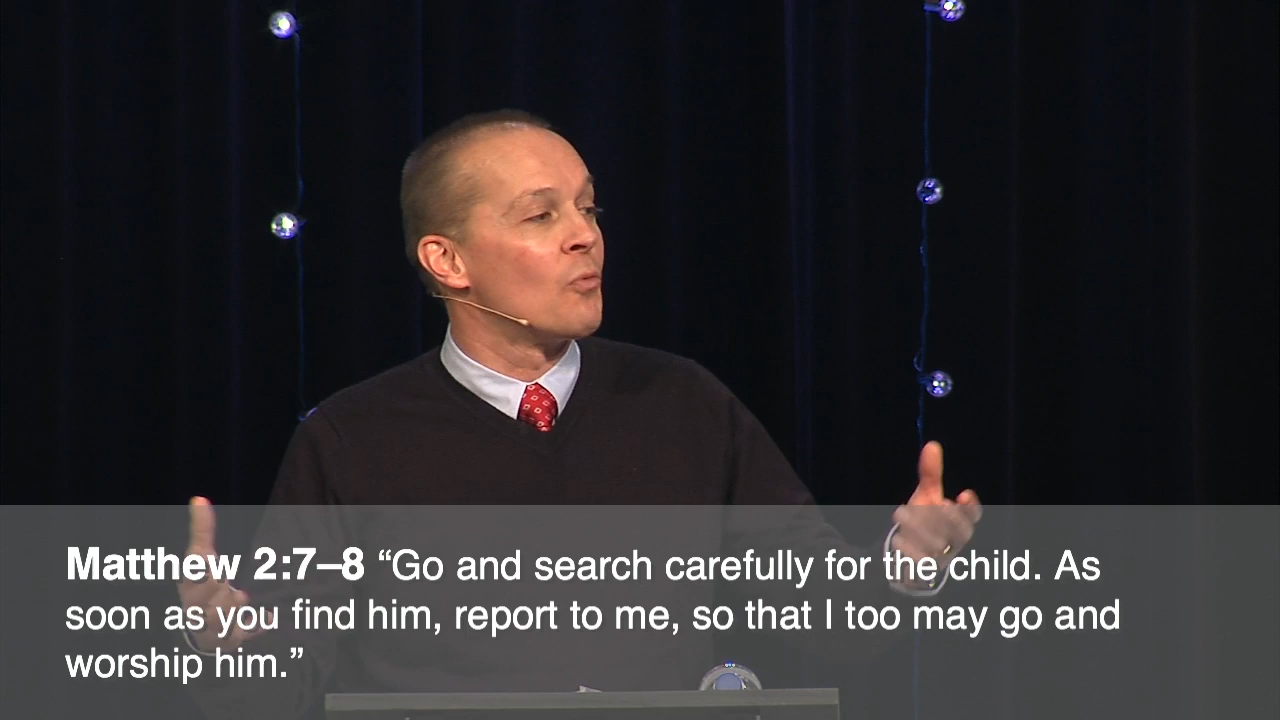 Matthew 2:7–8 “Go and search carefully for the child. As
soon as you find him, report to me, so that I too may go and
worship him.”